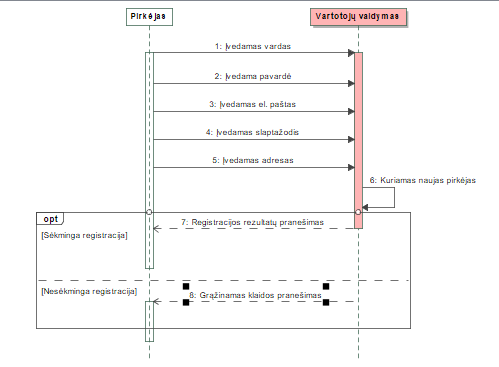 Pirkėjas
Vartotojų valdymas
1: Įvedamas vardas
2: Įvedama pavardė
3: Įvedamas el. paštas
4: Įvedamas slaptažodis
5: Įvedamas adresas
6: Kuriamas naujas pirkėjas
opt
7: Registracijos rezultatų pranešimas
[Sėkminga registracija]
[Nesėkminga registracija]
8: Grąžinamas klaidos pranešimas